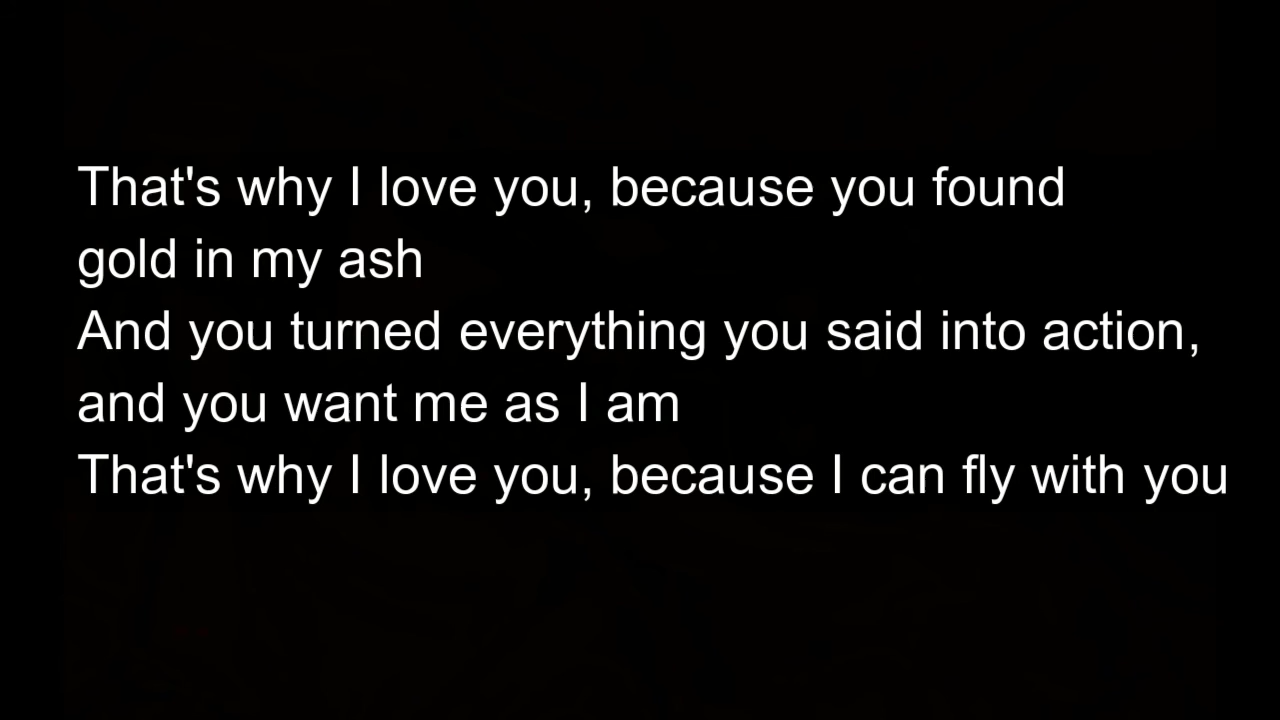 That's why I love you, because you found
gold in my ash
And you turned everything you said into action,
and you want me as I am
That's why I love you, because I can fly with you